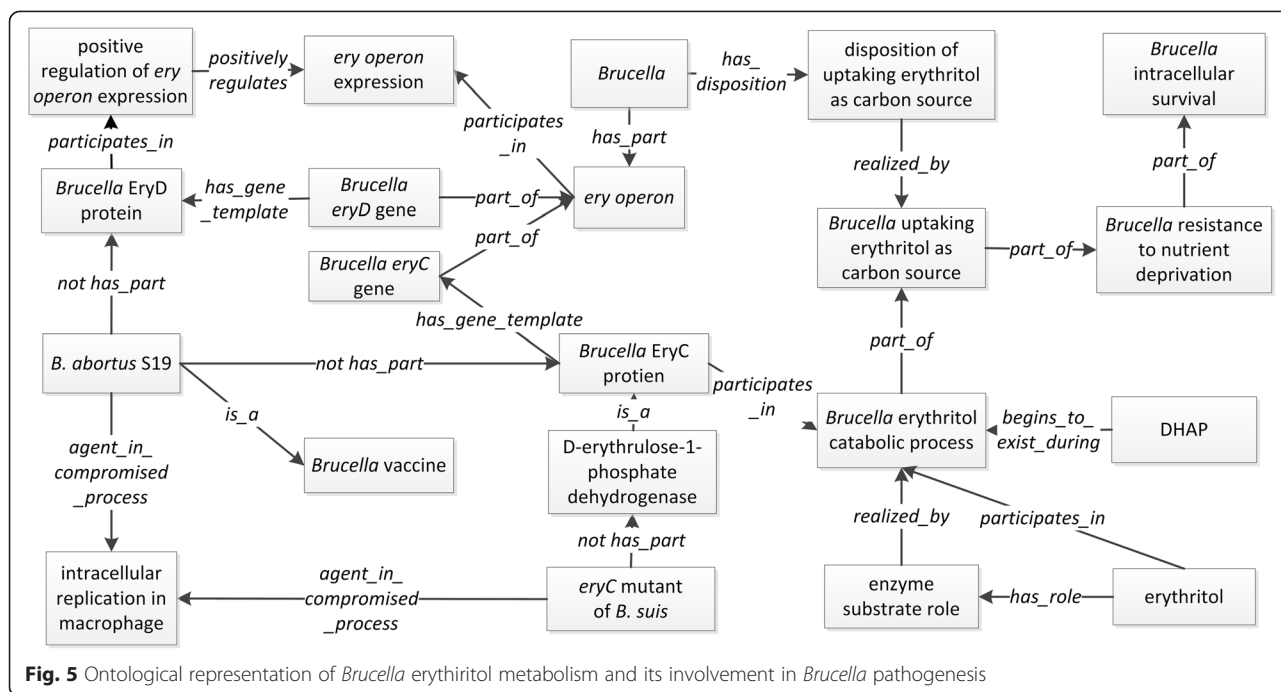 positive
regulation of ery
operon expression
positively
_regulates
ery operon
expression
Brucella
has_
disposition
disposition of
uptaking erythritol
as carbon source
Brucella
intracellular
survival
participates_in
participates
_in
has_part
realized_by
part_of
Brucella EryD
protein
has_gene
_template
Brucella
eryD gene
part_of
ery operon
Brucella uptaking
erythritol as
carbon source
part_of
Brucella resistance
to nutrient
deprivation
part_of
Brucella eryC
gene
not has_part
has_gene_template
part_of
B. abortus S19
not has_part
Brucella EryC
protien
participates
_in
is_a
is_a
Brucella erythritol
catabolic process
begins_to_
exist_during
DHAP
agent_in_
compromised
_process
Brucella vaccine
D-erythrulose-1-
phosphate
dehydrogenase
realized_by
participates_in
not has_part
intracellular
replication in
macrophage
agent_in_
compromised
_process
eryC mutant
of B. suis
enzyme
substrate role
has_role
erythritol
Fig. 5 Ontological representation of Brucella erythiritol metabolism and its involvement in Brucella pathogenesis